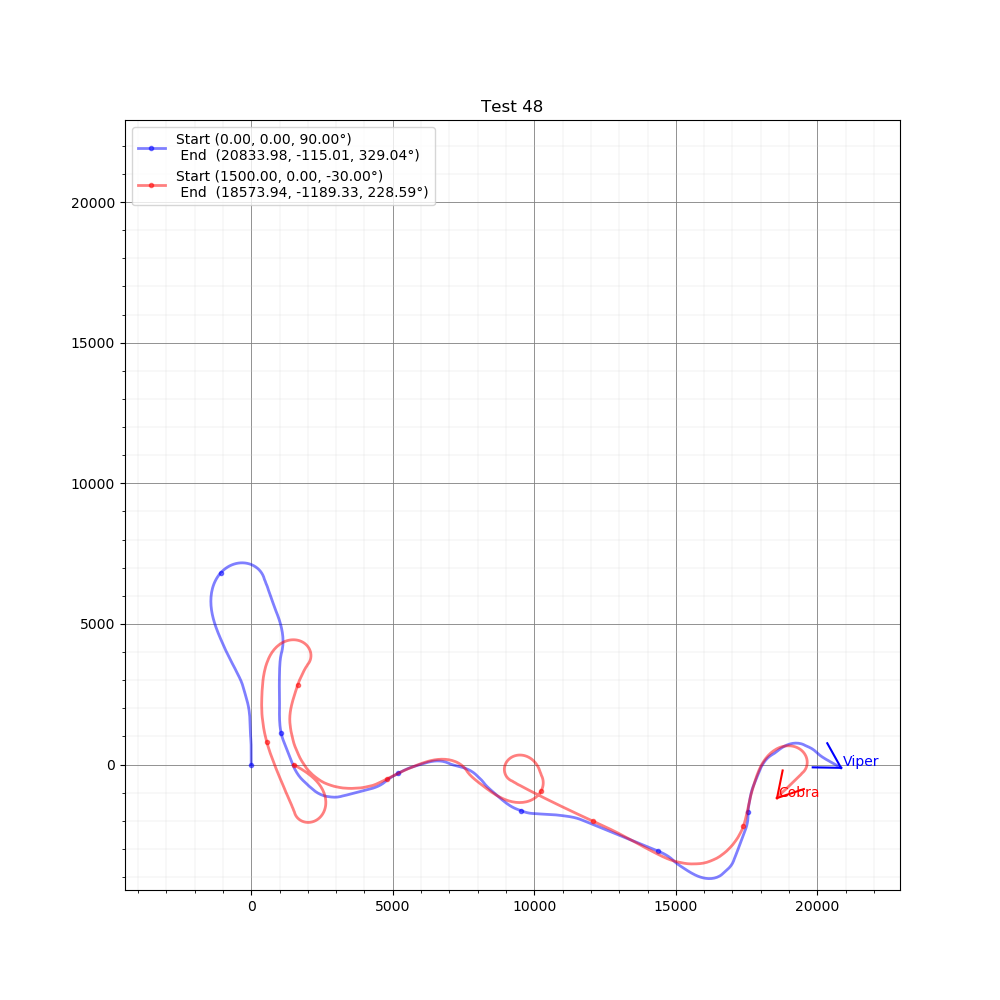 Test 48
Start (0.00, 0.00, 90.00°)
End  (20833.98, -115.01, 329.04°)
Start (1500.00, 0.00, -30.00°)
End  (18573.94, -1189.33, 228.59°)
20000
15000
10000
5000
0
Viper
Cobra
0 5000 10000 15000 20000